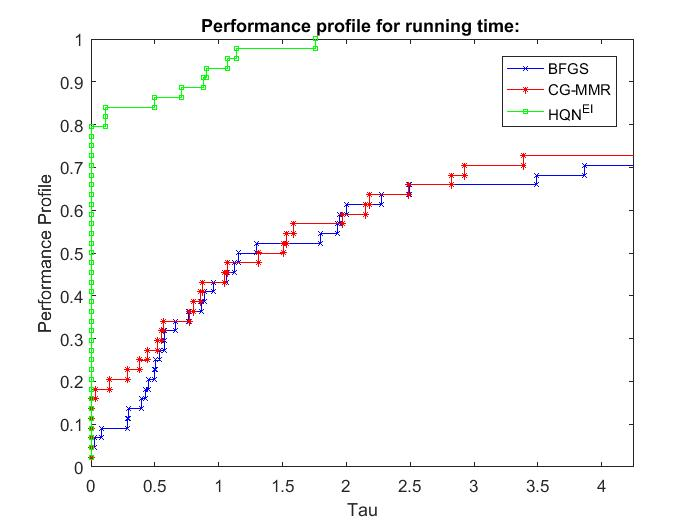 Performance profile for running time:
1
0.9
0.8
0.7
0.6
0.5
0.4
0.3
0.2
0.1
0
Performance Profile
BFGS
CG-MMR
HQN^EI
0 0.5 1 1.5 2 2.5 3 3.5 4
Tau